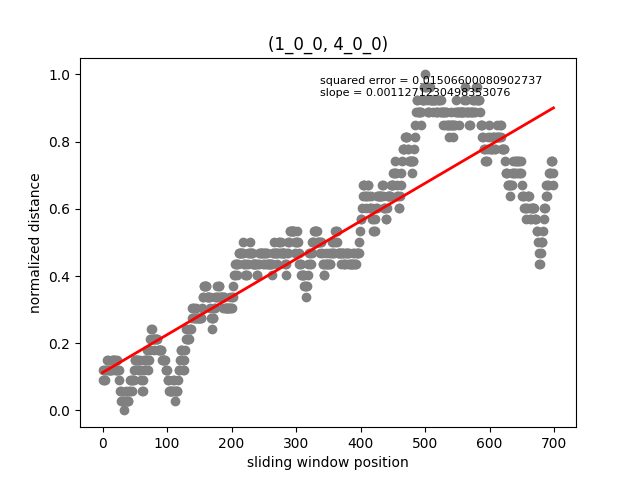 (1_0_0, 4_0_0)
squared error = 0.01506600080902737
slope = 0.0011271230498353076
1.0
0.8
0.6
0.4
0.2
0.0
normalized distance
0 100 200 300 400 500 600 700
sliding window position